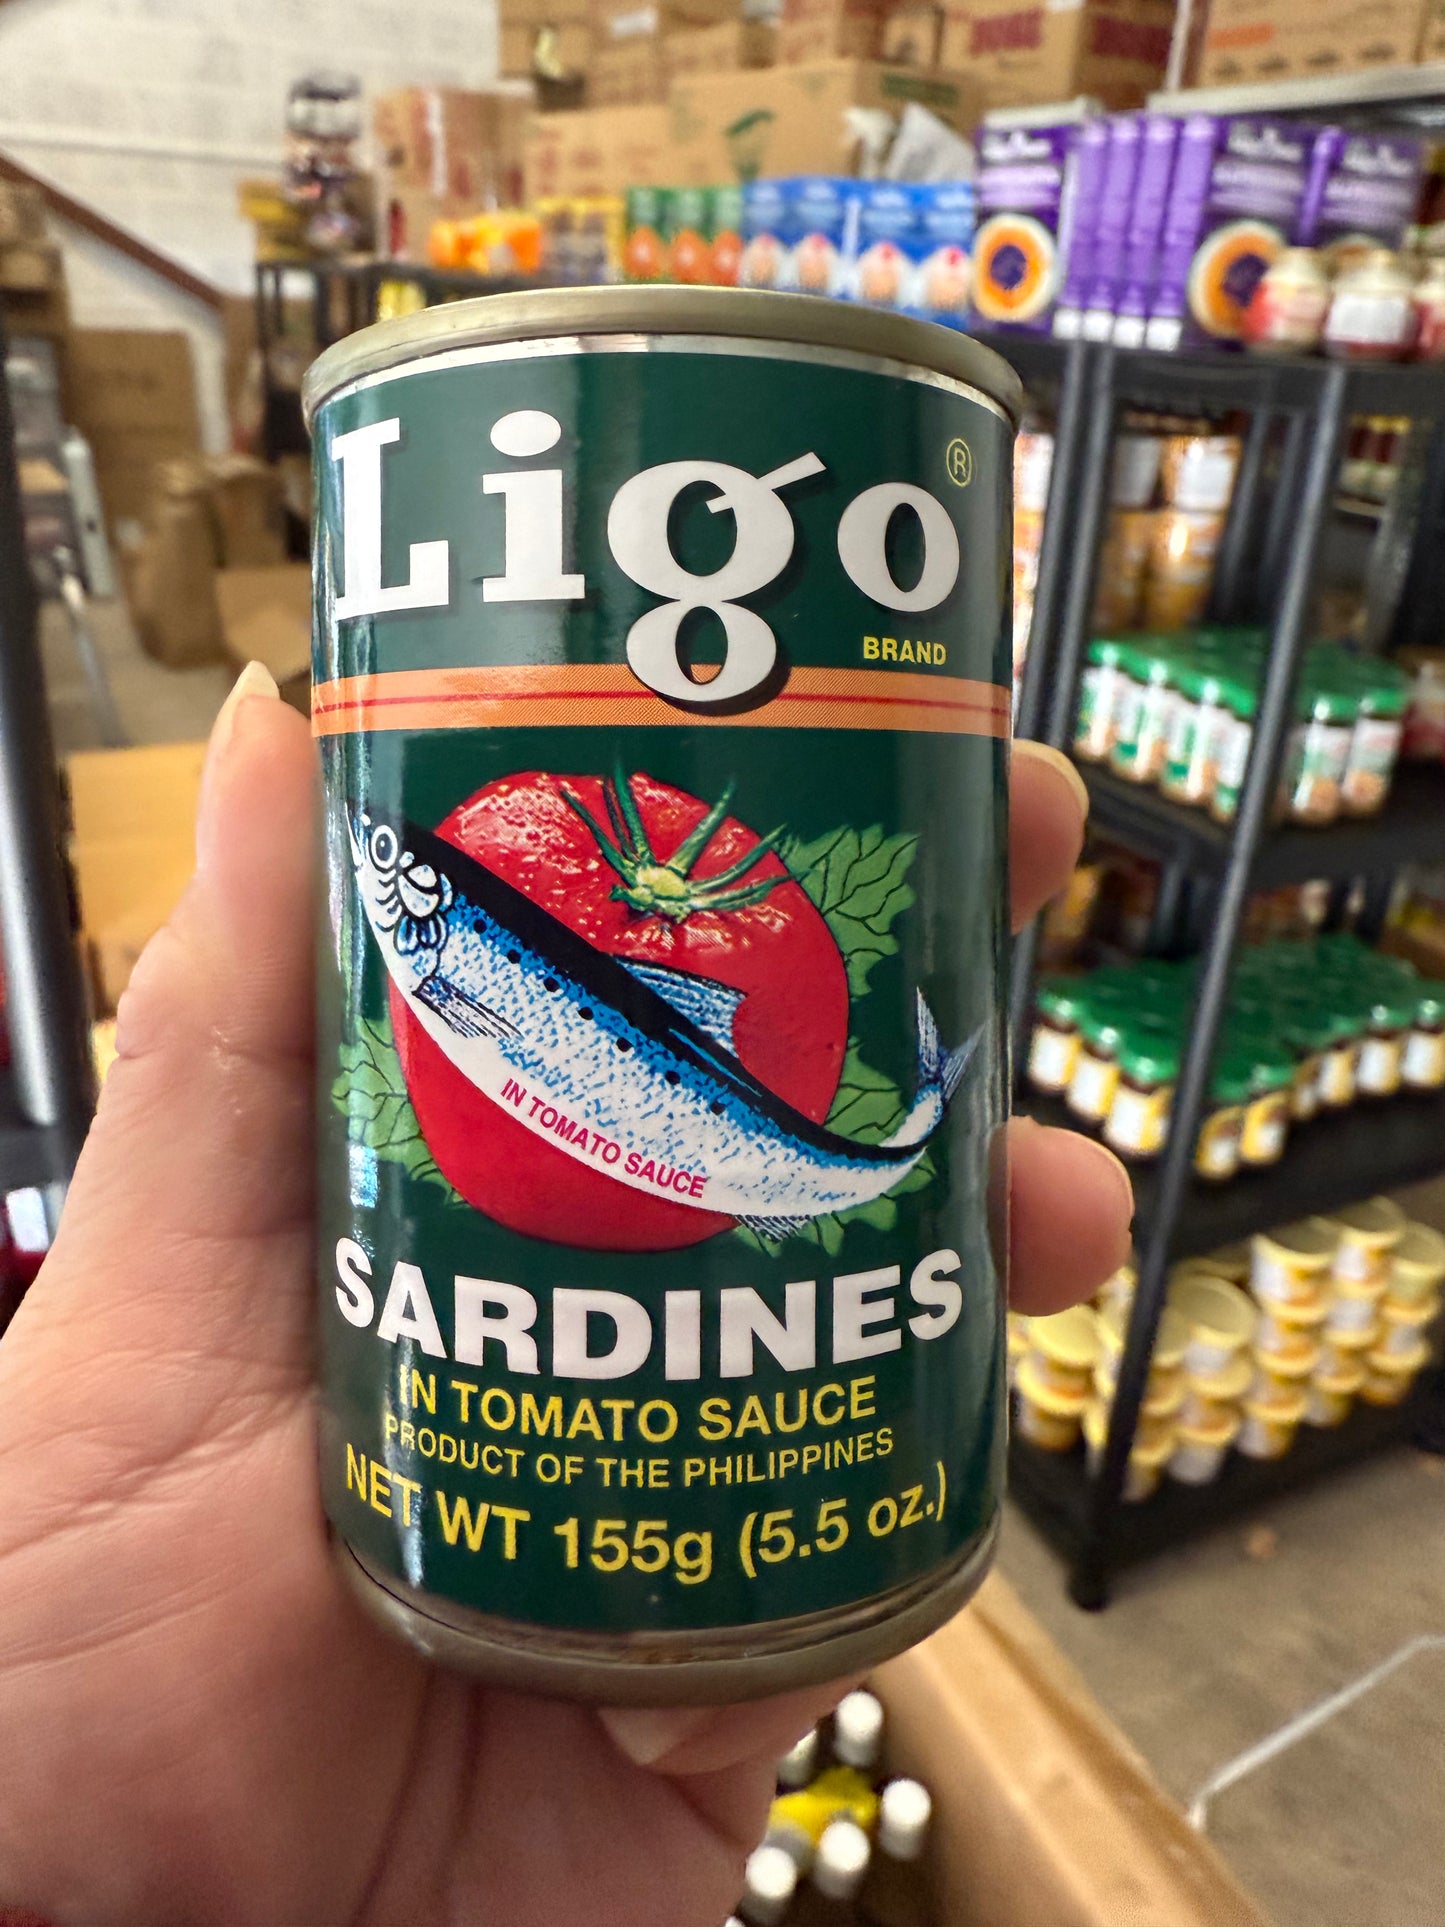 Ligo
®
BRAND
IN TOMATO SAUCE
SARDINES
IN TOMATO SAUCE
PRODUCT OF THE PHILIPPINES
NET WT 155g (5.5 oz.)